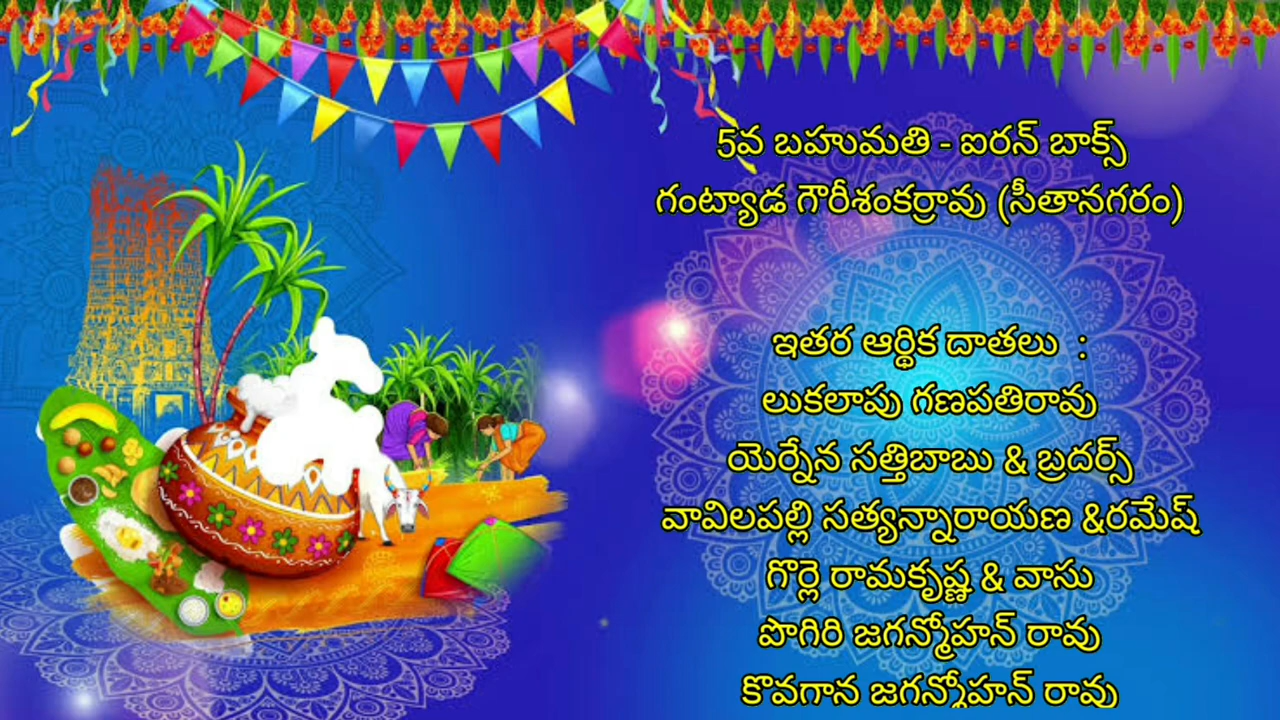 5వ బహుమతి - ఐరన్ బాక్స్
గంట్యాడ గౌరీశంకర్రావు (సీతానగరం)
ఇతర ఆర్థిక దాతలు :
లుకలాపు గణపతిరావు
యెర్నేన సత్తిబాబు & బ్రదర్స్
వావిలపల్లి సత్యన్నారాయణ &రమేష్
గొర్లె రామకృష్ణ & వాసు
పొగిరి జగన్మోహన్ రావు
కొవగాన జగన్మోహన్ రావు